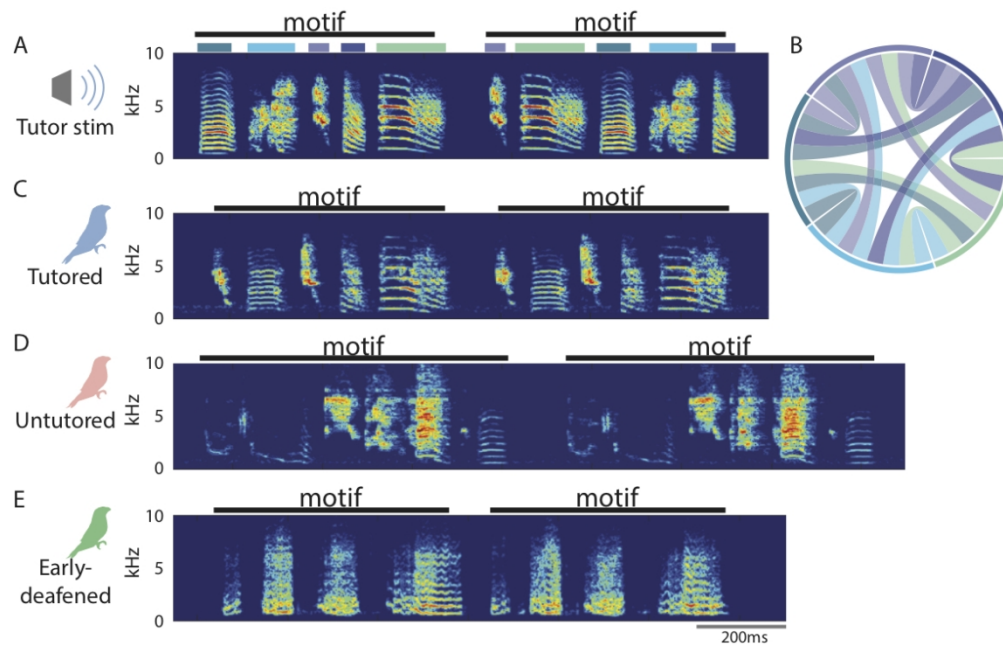 motif motif
A
10
kHz
5
0
Tutor stim
B
C
motif motif
10
kHz
5
0
Tutored
D
motif motif
10
kHz
5
0
Untutored
E
motif motif
10
kHz
5
0
Early-
deafened
200ms